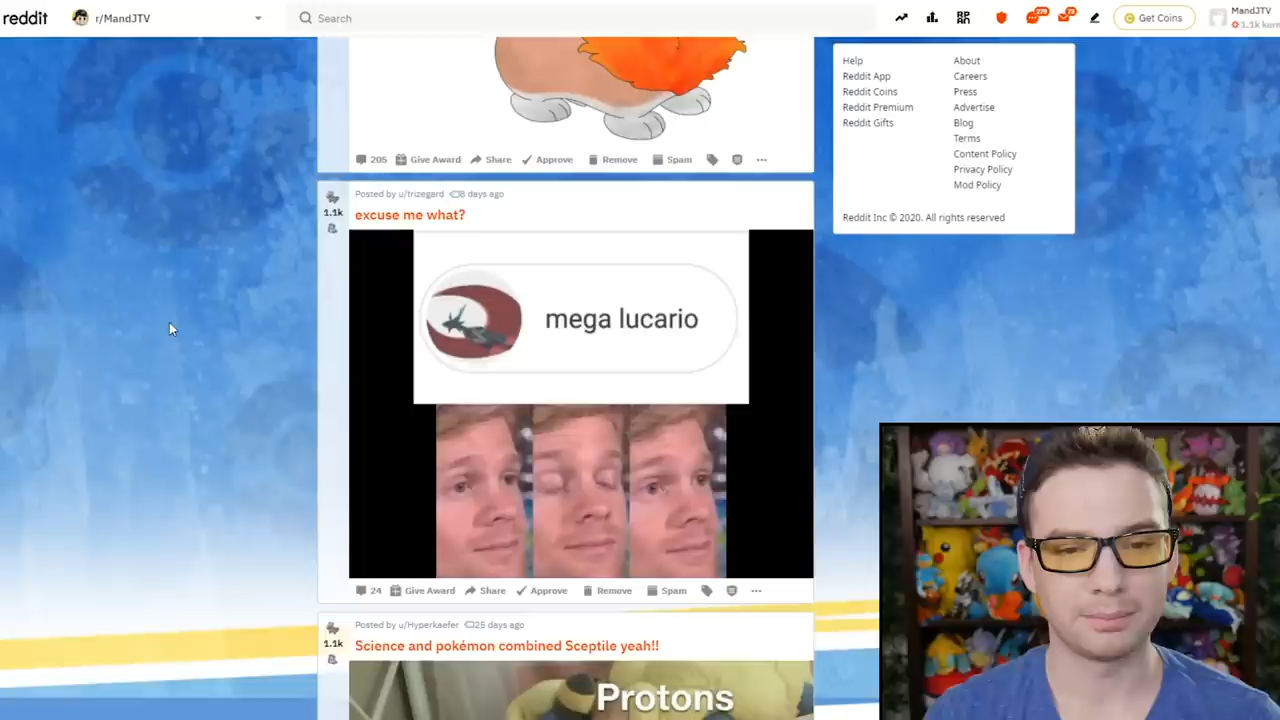 reddit
r/MandJTV
Search
279
73
Get Coins
MandJTV
1.1k karm
Help
About
Reddit App
Careers
Reddit Coins
Press
Reddit Premium
Advertise
Reddit Gifts
Blog
Terms
Content Policy
Privacy Policy
Mod Policy
Reddit Inc © 2020. All rights reserved
205
Give Award
Share
Approve
Remove
Spam
Posted by u/trizegard
8 days ago
1.1k
excuse me what?
mega lucario
24
Give Award
Share
Approve
Remove
Spam
Posted by u/Hyperkaefer
25 days ago
1.1k
Science and pokémon combined Sceptile yeah!!
Protons